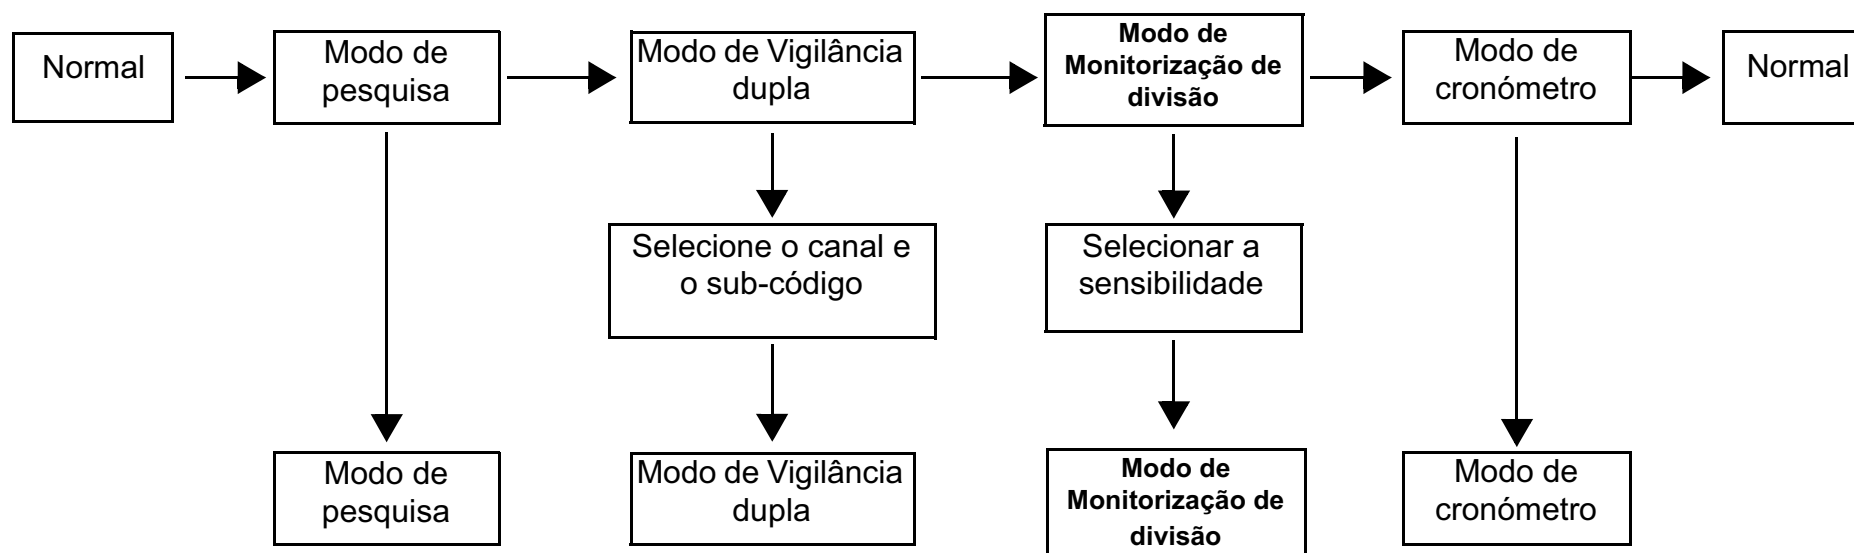 Normal
Modo de
pesquisa
Modo de Vigilância
dupla
Modo de
Monitorização de
divisão
Modo de
cronómetro
Normal
Selecione o canal e
o sub-código
Selecionar a
sensibilidade
Modo de
pesquisa
Modo de Vigilância
dupla
Modo de
Monitorização de
divisão
Modo de
cronómetro